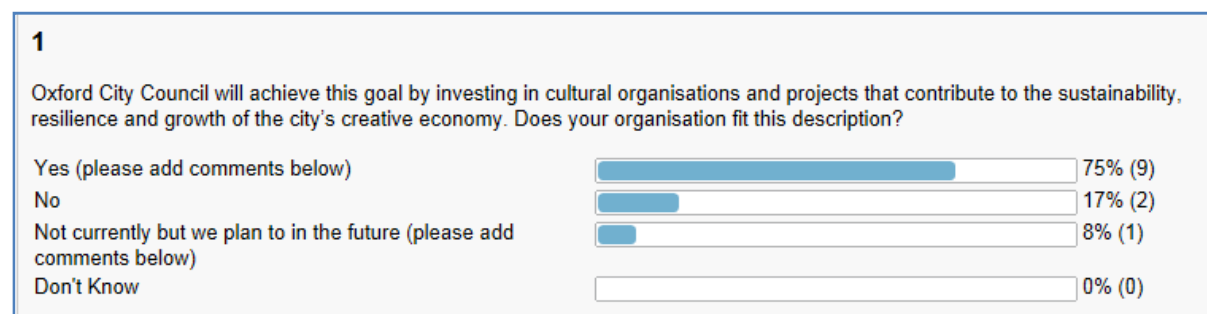 1
Oxford City Council will achieve this goal by investing in cultural organisations and projects that contribute to the sustainability,
resilience and growth of the city's creative economy. Does your organisation fit this description?
Yes (please add comments below) 75% (9)
No 17% (2)
Not currently but we plan to in the future (please add 8% (1)
comments below)
Don't Know 0% (0)